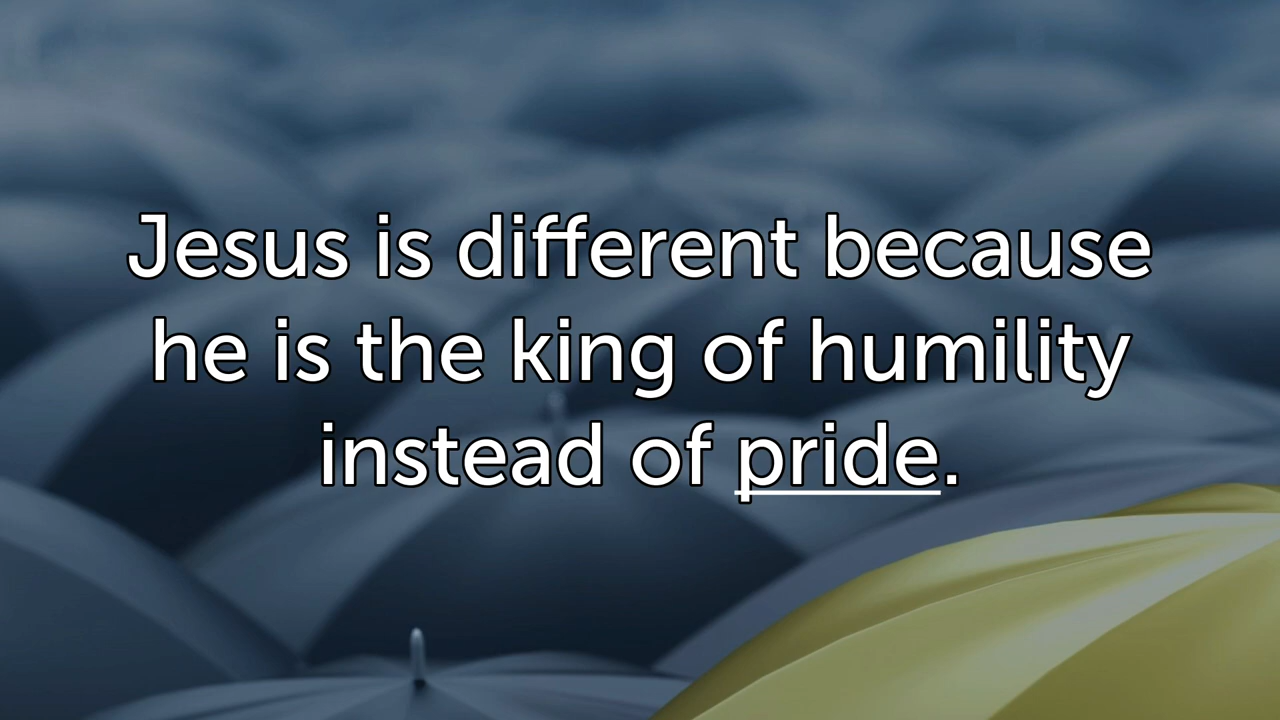 Jesus is different because
he is the king of humility
instead of pride.